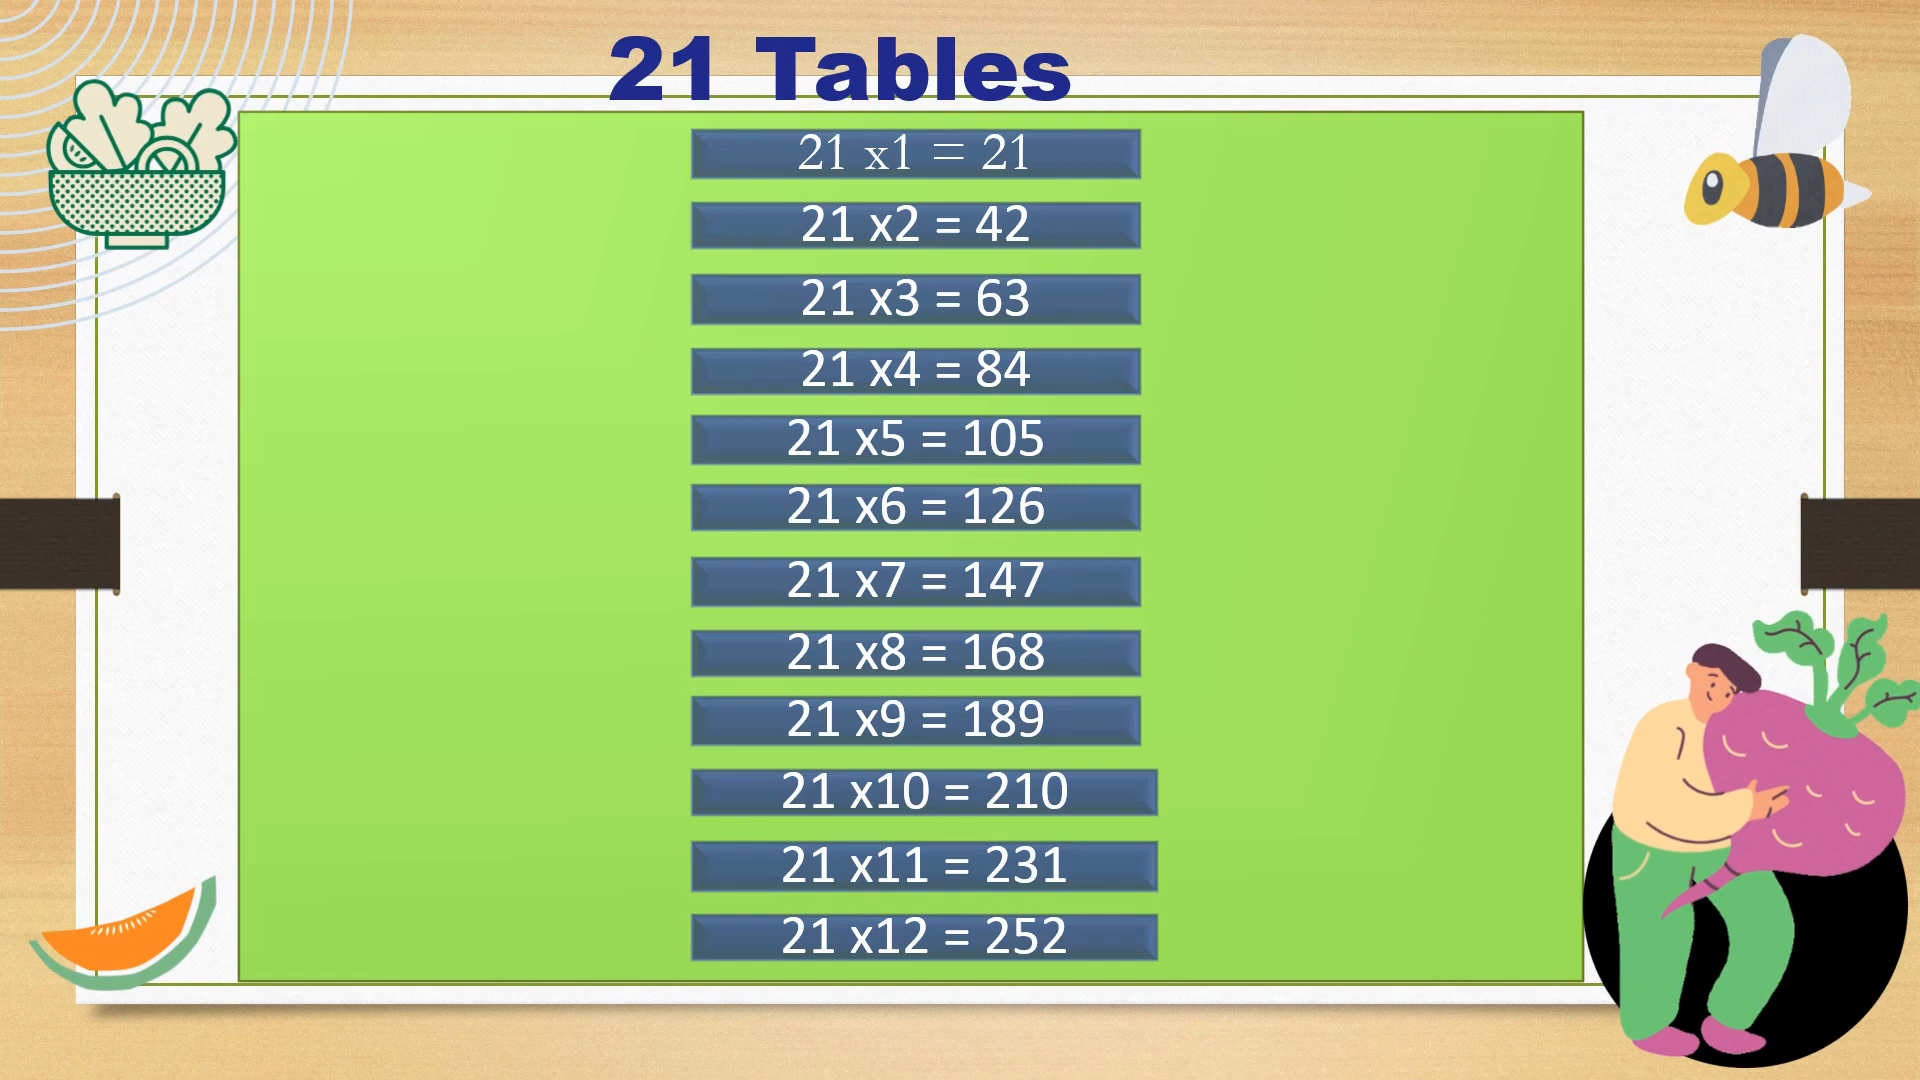 21 Tables
21 x1 = 21
21 x2 = 42
21 x3 = 63
21 x4 = 84
21 x5 = 105
21 x6 = 126
21 x7 = 147
21 x8 = 168
21 x9 = 189
21 x10 = 210
21 x11 = 231
21 x12 = 252